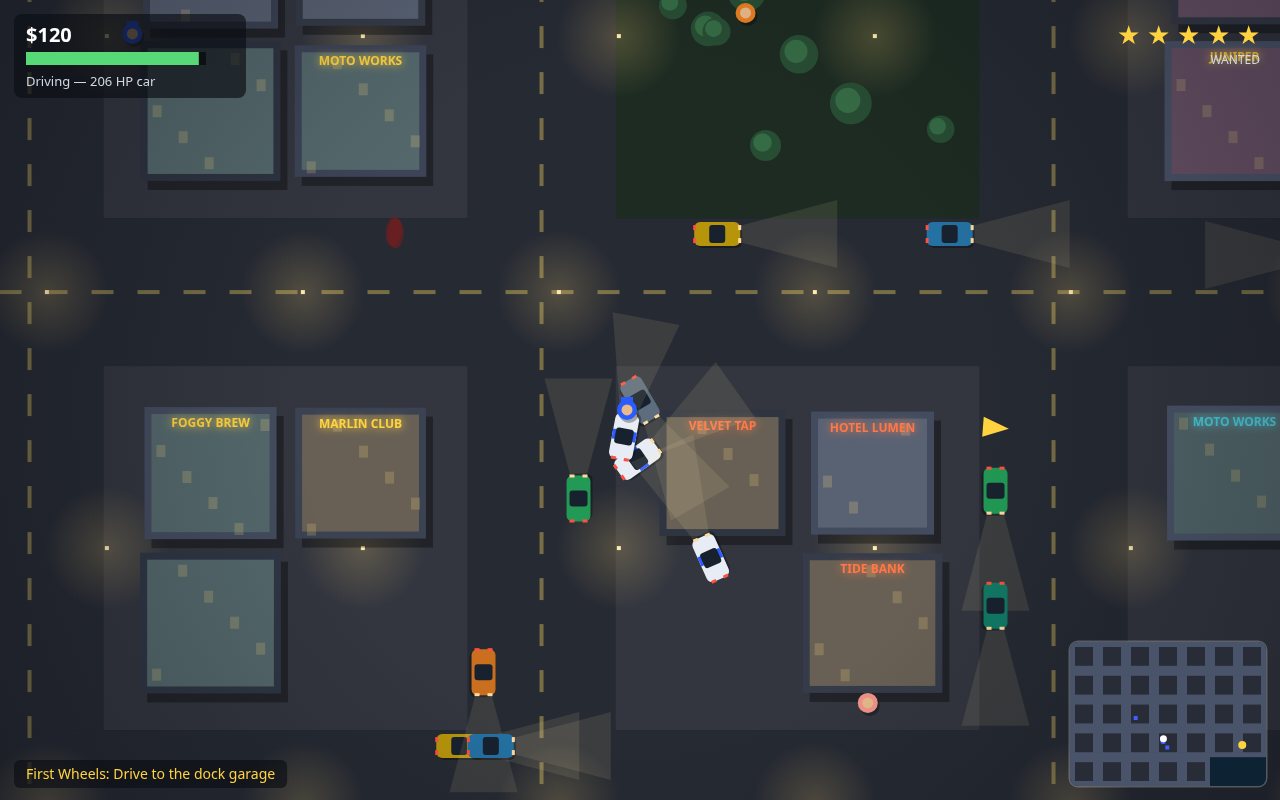 $120
Driving — 206 HP car
MOTO WORKS
JUNIPER
WANTED
FOGGY BREW
MARLIN CLUB
VELVET TAP
HOTEL LUMEN
MOTO WORKS
TIDE BANK
First Wheels: Drive to the dock garage